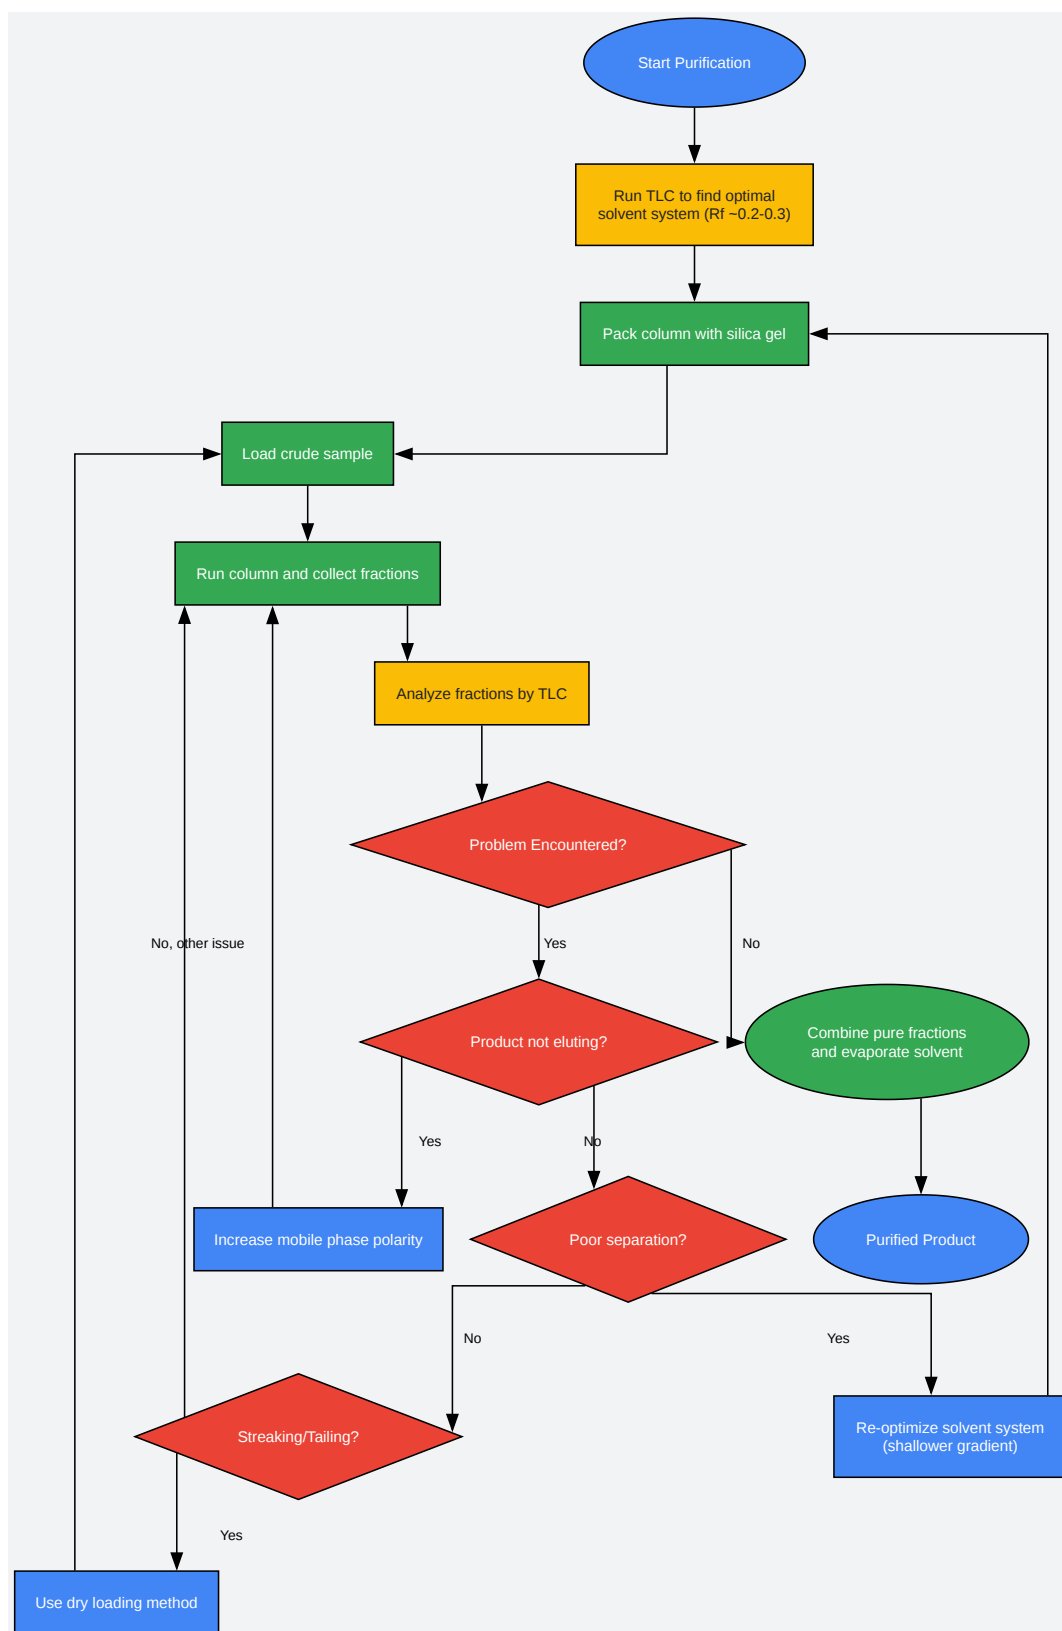 Start Purification
Run TLC to find optimal
solvent system (Rf ~0.2-0.3)
Pack column with silica gel
Load crude sample
Run column and collect fractions
Analyze fractions by TLC
Problem Encountered?
No, other issue
Yes
No
Product not eluting?
Combine pure fractions
and evaporate solvent
Yes
No
Increase mobile phase polarity
Poor separation?
Purified Product
No
Yes
Streaking/Tailing?
Re-optimize solvent system
(shallower gradient)
Yes
Use dry loading method